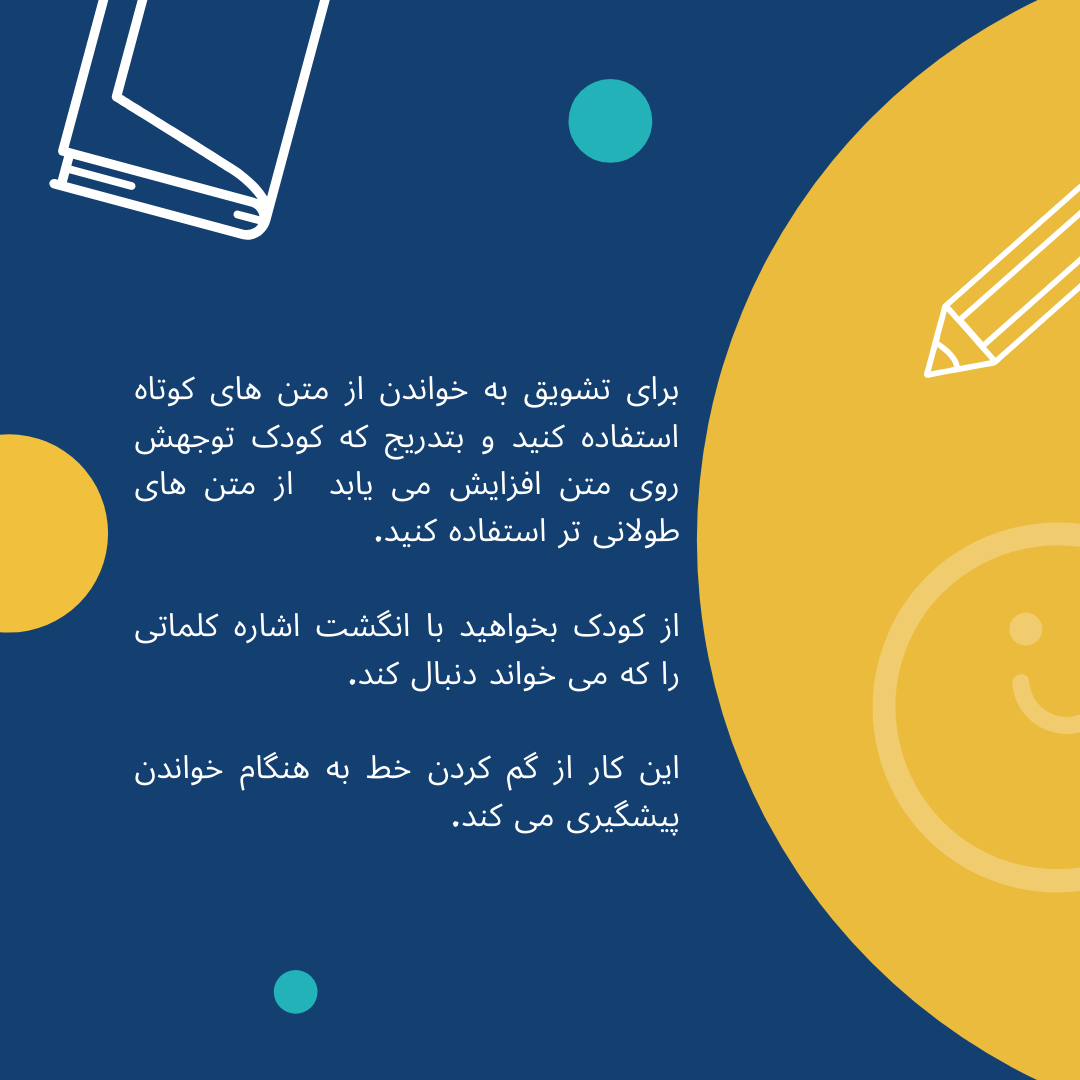 برای تشویق به خواندن از متن های کوتاه
استفاده کنید و بتدریج که کودک توجهش
روی متن افزایش می یابد از متن های
طولانی تر استفاده کنید.
از کودک بخواهید با انگشت اشاره کلماتی
را که می خواند دنبال کند.
این کار از گم کردن خط به هنگام خواندن
پیشگیری می کند.